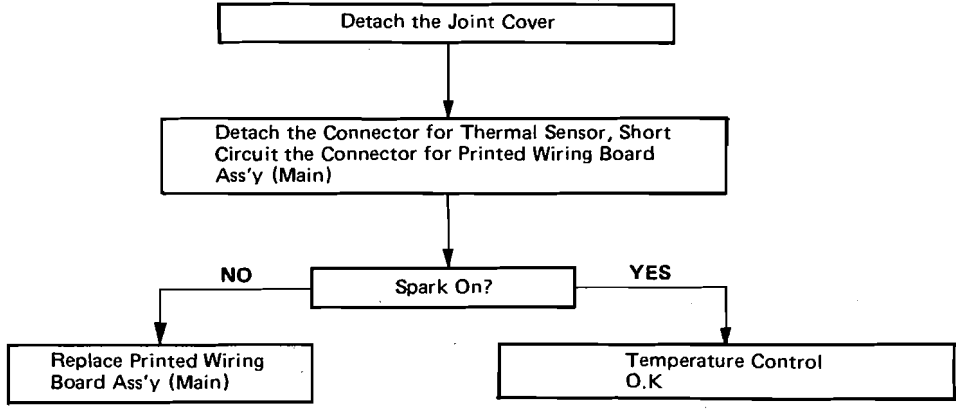 Detach the Joint Cover
Detach the Connector for Thermal Sensor, Short
Circuit the Connector for Printed Wiring Board
Ass'y (Main)
NO
Spark On?
YES
Replace Printed Wiring
Board Ass'y (Main)
Temperature Control
O.K